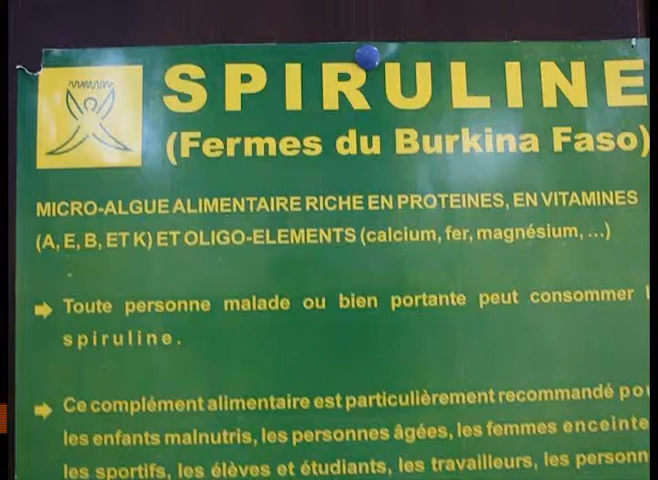 SPIRULINE
(Fermes du Burkina Faso)
MICRO-ALGUE ALIMENTAIRE RICHE EN PROTEINES, EN VITAMINES
(A, E, B, ET K) ET OLIGO-ELEMENTS (calcium, fer, magnésium, ...)
Toute personne malade ou bien portante peut consommer
spiruline.
Ce complément alimentaire est particulièrement recommandé
les enfants malnutris, les personnes âgées, les femmes enceinte
les sportifs, les élèves et étudiants, les travailleurs, les personn